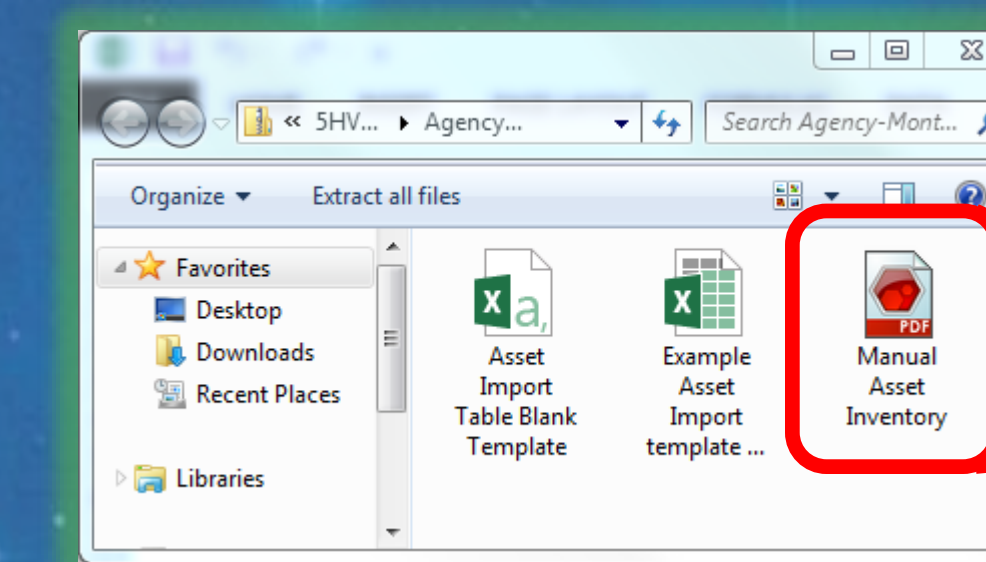 « 5HV... Agency...
Search Agency-Mont...
Organize
Extract all files
Favorites
Desktop
Downloads
Recent Places
Libraries
a,
Asset
Import
Table Blank
Template
X
Example
Asset
Import
template ...
PDF
Manual
Asset
Inventory